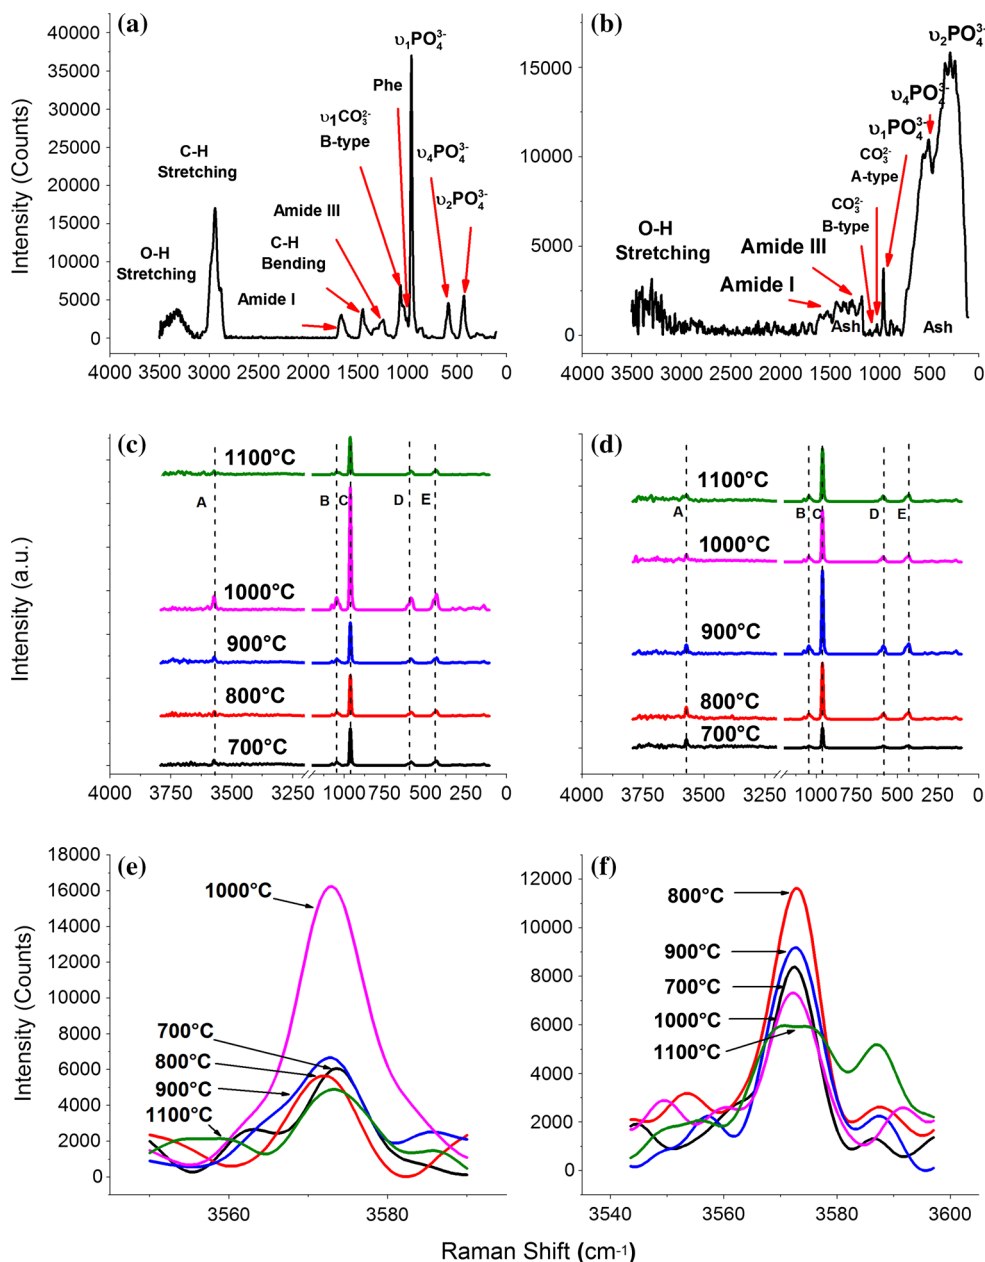 (a)
υ₁PO₄³⁻
40000
35000
30000
25000
20000
15000
10000
5000
0
Phe
υ₁CO₃²⁻
B-type
C-H
Stretching
υ₄PO₄³⁻
υ₂PO₄³⁻
Amide III
O-H
Stretching
C-H
Bending
Amide I
4000 3500 3000 2500 2000 1500 1000 500 0
(b)
υ₂PO₄³⁻
15000
10000
5000
0
υ₄PO₄³⁻
υ₁PO₄³⁻
CO₃²⁻
A-type
CO₃²⁻
B-type
O-H
Stretching
Amide III
Amide I
Ash
Ash
4000 3500 3000 2500 2000 1500 1000 500 0
Intensity (Counts)
(c)
1100°C
A B C D E
1000°C
900°C
800°C
700°C
4000 3750 3500 3250 1000 750 500 250 0
(d)
1100°C
A B C D E
1000°C
900°C
800°C
700°C
4000 3750 3500 3250 1000 750 500 250 0
Intensity (a.u.)
(e)
18000
16000
14000
12000
10000
8000
6000
4000
2000
0
1000°C
700°C
800°C
900°C
1100°C
3560 3580
(f)
12000
10000
8000
6000
4000
2000
0
800°C
900°C
700°C
1000°C
1100°C
3540 3560 3580 3600
Intensity (Counts)
Raman Shift (cm⁻¹)